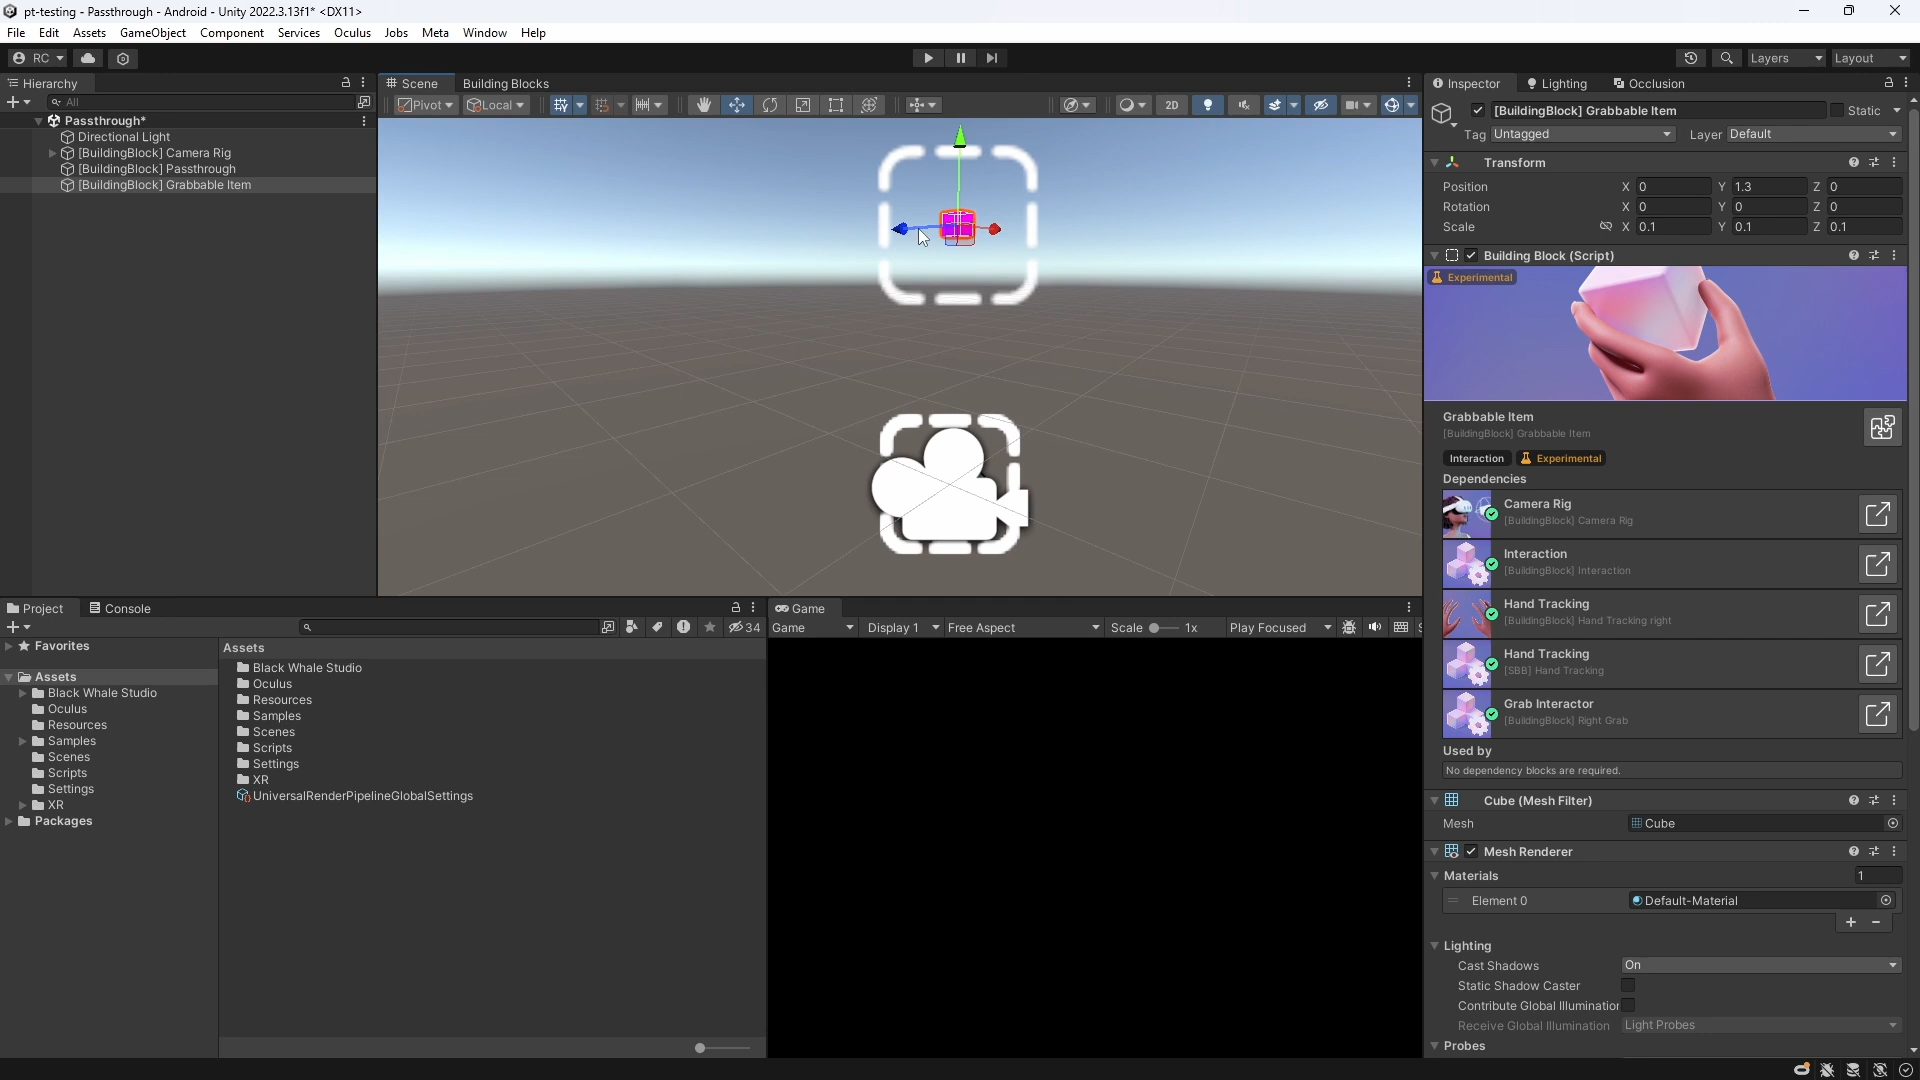 pt-testing - Passthrough - Android - Unity 2022.3.13f1* <DX11>
File Edit Assets GameObject Component Services Oculus Jobs Meta Window Help
RC
Layers
Layout
Hierarchy
All
Passthrough*
Directional Light
[BuildingBlock] Camera Rig
[BuildingBlock] Passthrough
[BuildingBlock] Grabbable Item
Scene
Building Blocks
Pivot
Local
2D
Inspector
Lighting
Occlusion
[BuildingBlock] Grabbable Item
Static
Tag Untagged
Layer Default
Transform
Position X 0 Y 1.3 Z 0
Rotation X 0 Y 0 Z 0
Scale X 0.1 Y 0.1 Z 0.1
Building Block (Script)
Experimental
Grabbable Item
[BuildingBlock] Grabbable Item
Interaction
Experimental
Dependencies
Camera Rig
[BuildingBlock] Camera Rig
Interaction
[BuildingBlock] Interaction
Hand Tracking
[BuildingBlock] Hand Tracking right
Hand Tracking
[SBB] Hand Tracking
Grab Interactor
[BuildingBlock] Right Grab
Used by
No dependency blocks are required.
Cube (Mesh Filter)
Mesh
Cube
Mesh Renderer
Materials
1
Element 0
Default-Material
Lighting
Cast Shadows
On
Static Shadow Caster
Contribute Global Illumination
Receive Global Illumination
Light Probes
Probes
Project
Console
34
Favorites
Assets
Black Whale Studio
Oculus
Resources
Samples
Scenes
Scripts
Settings
XR
Packages
Assets
Black Whale Studio
Oculus
Resources
Samples
Scenes
Scripts
Settings
XR
UniversalRenderPipelineGlobalSettings
Game
Game
Display 1
Free Aspect
Scale
1x
Play Focused
S